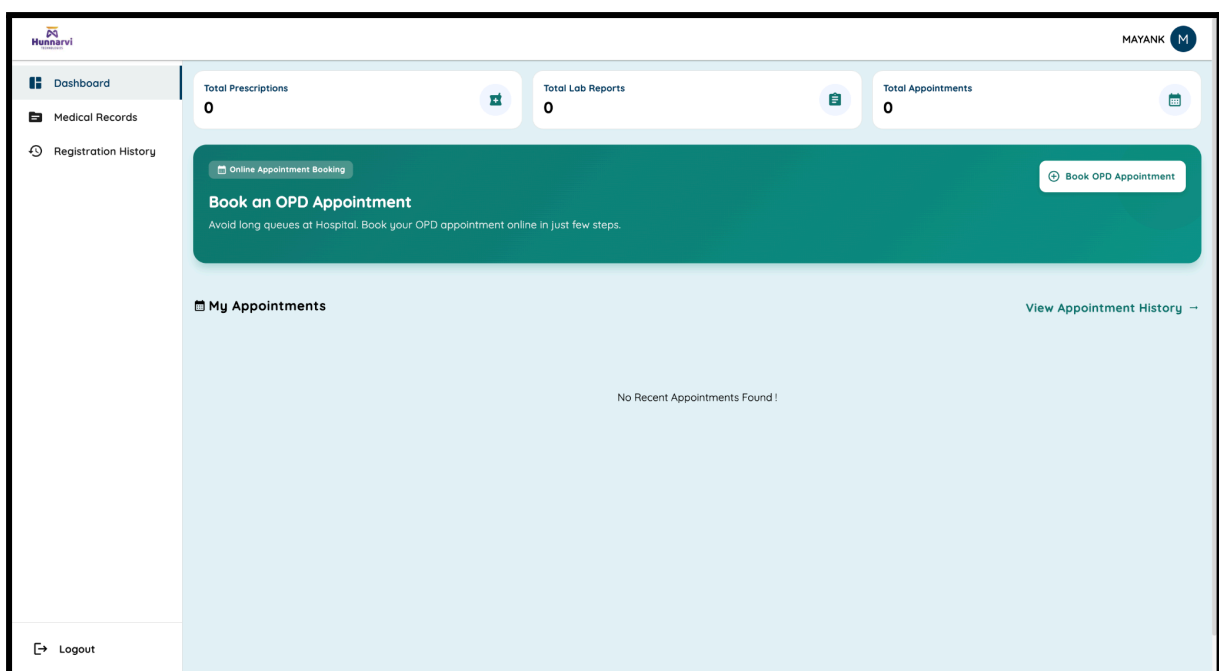 Hunnarvi
TECHNOLOGIES
MAYANK
M
Dashboard
Medical Records
Registration History
Logout
Total Prescriptions
0
Total Lab Reports
0
Total Appointments
0
Online Appointment Booking
Book an OPD Appointment
Avoid long queues at Hospital. Book your OPD appointment online in just few steps.
Book OPD Appointment
My Appointments
View Appointment History →
No Recent Appointments Found !